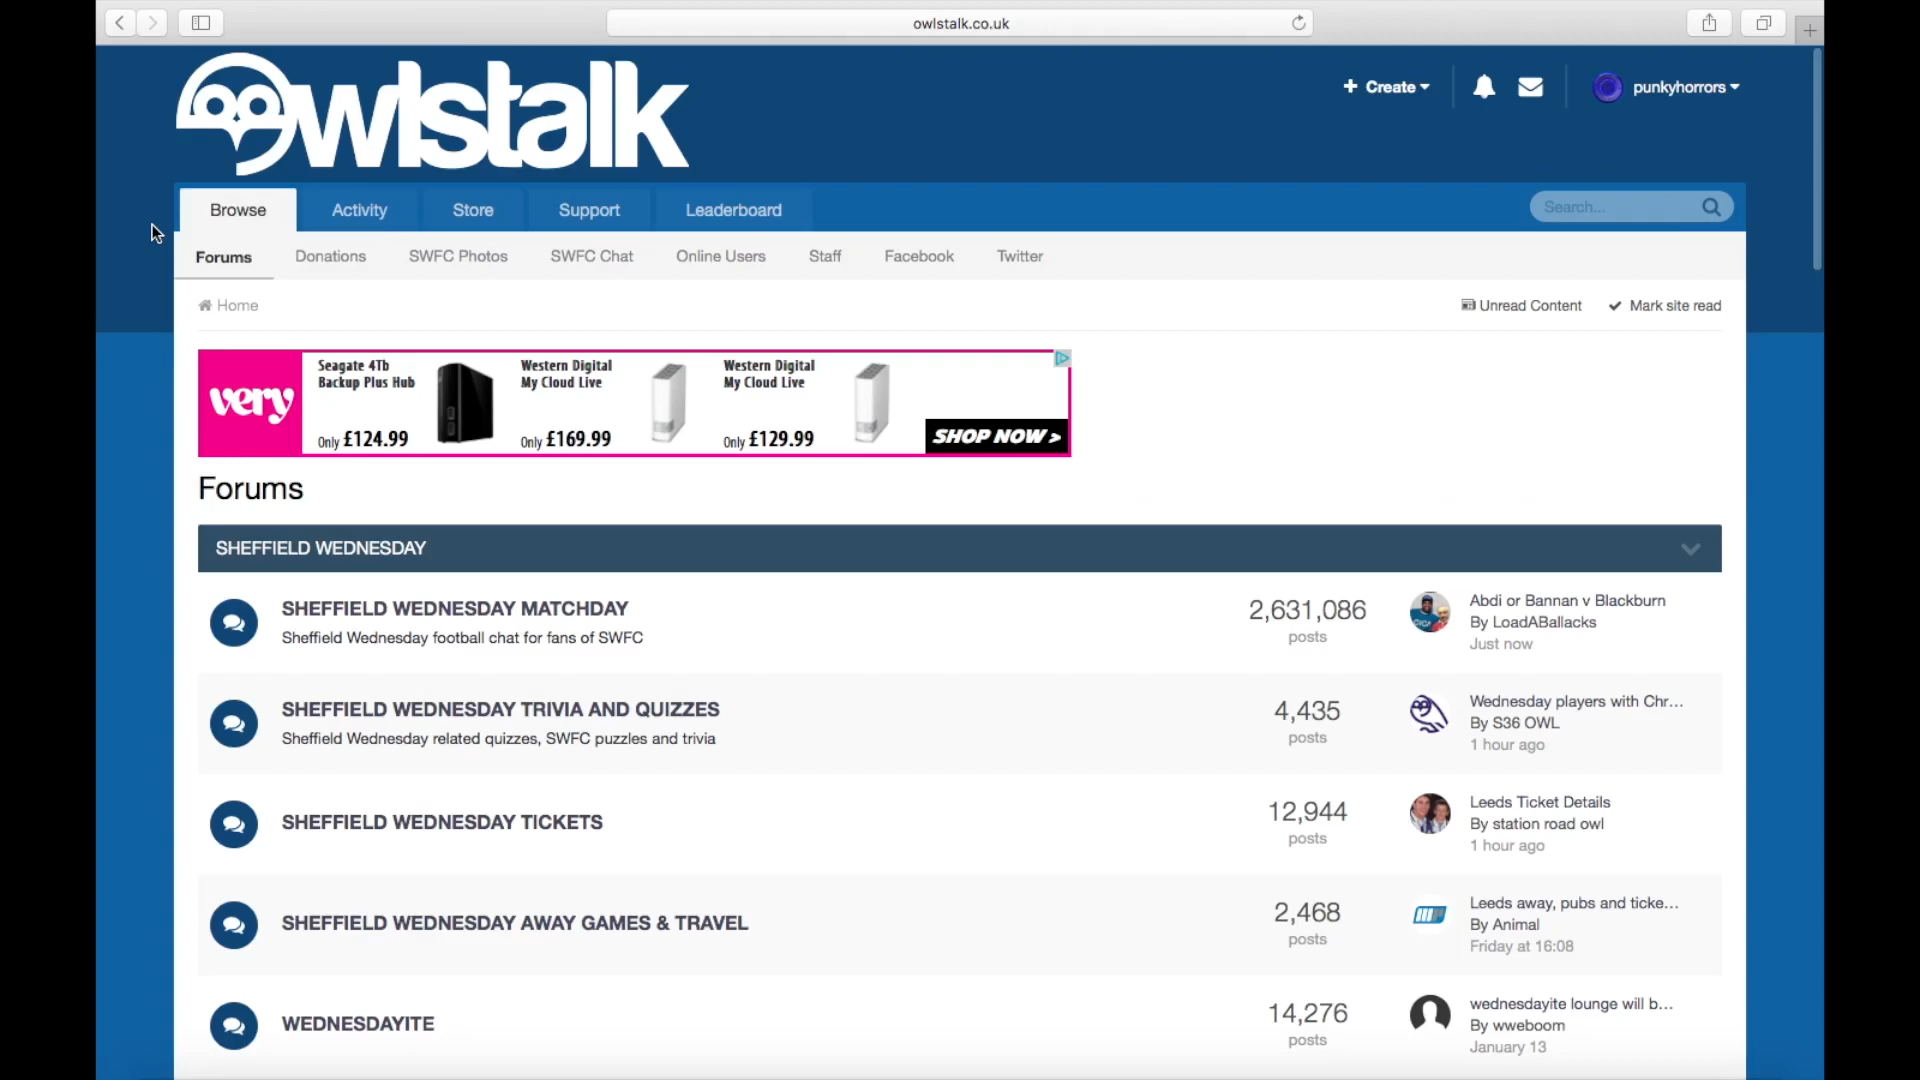 owlstalk.co.uk
owlstalk
+ Create
punkyhorrors
Browse
Activity
Store
Support
Leaderboard
Search...
Forums
Donations
SWFC Photos
SWFC Chat
Online Users
Staff
Facebook
Twitter
Home
Unread Content
Mark site read
very
Seagate 4Tb
Backup Plus Hub
Only £124.99
Western Digital
My Cloud Live
Only £169.99
Western Digital
My Cloud Live
Only £129.99
SHOP NOW >
Forums
SHEFFIELD WEDNESDAY
SHEFFIELD WEDNESDAY MATCHDAY
Sheffield Wednesday football chat for fans of SWFC
2,631,086
posts
Abdi or Bannan v Blackburn
By LoadABallacks
Just now
SHEFFIELD WEDNESDAY TRIVIA AND QUIZZES
Sheffield Wednesday related quizzes, SWFC puzzles and trivia
4,435
posts
Wednesday players with Chr...
By S36 OWL
1 hour ago
SHEFFIELD WEDNESDAY TICKETS
12,944
posts
Leeds Ticket Details
By station road owl
1 hour ago
SHEFFIELD WEDNESDAY AWAY GAMES & TRAVEL
2,468
posts
Leeds away, pubs and ticke...
By Animal
Friday at 16:08
WEDNESDAYITE
14,276
posts
wednesdayite lounge will b...
By wweboom
January 13